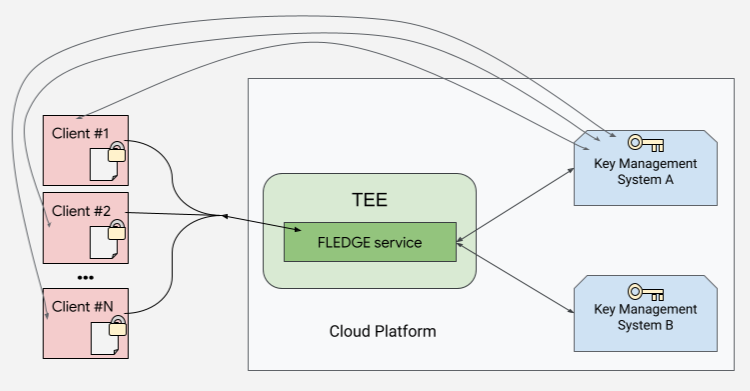 Client #1
Client #2
•••
Client #N
TEE
FLEDGE service
Cloud Platform
Key Management
System A
Key Management
System B